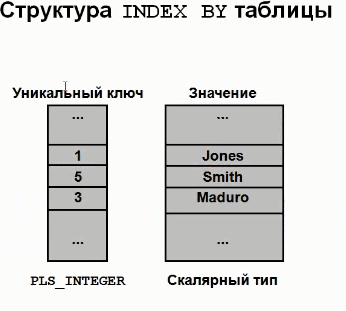 Структура INDEX BY таблицы
Уникальный ключ Значение
... ...
1 Jones
5 Smith
3 Maduro
... ...
PLS_INTEGER Скалярный тип